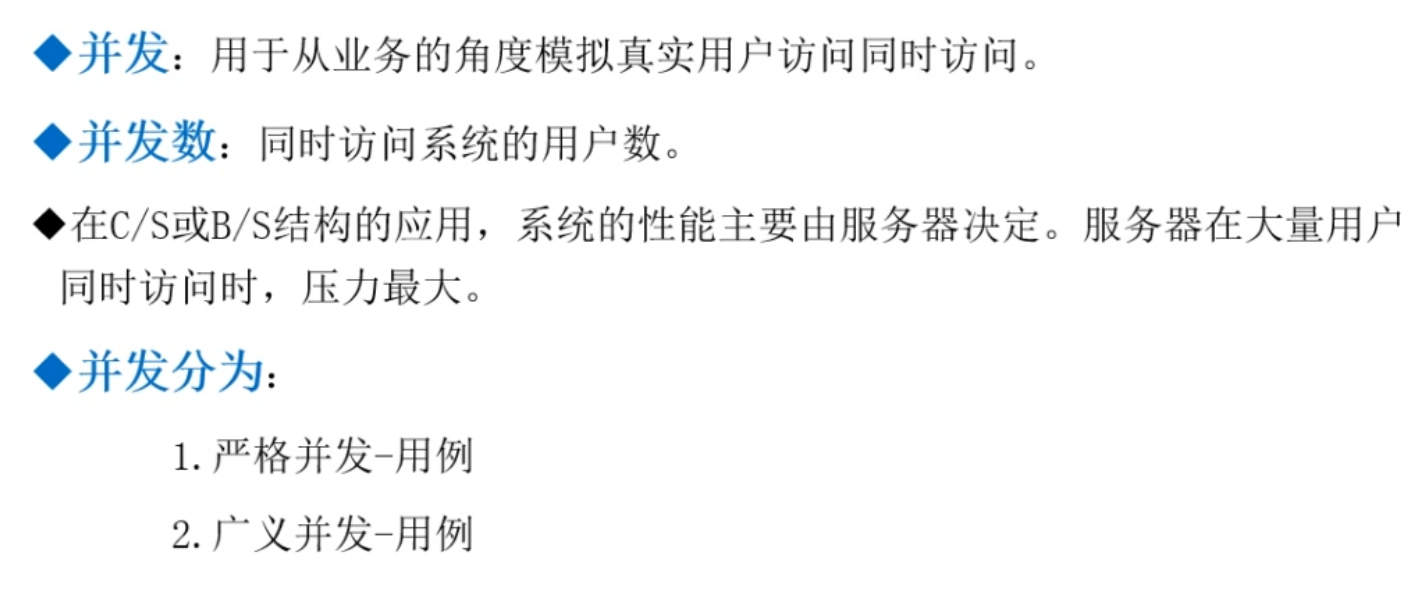 ◆并发：用于从业务的角度模拟真实用户访问同时访问。
◆并发数：同时访问系统的用户数。
◆在C/S或B/S结构的应用，系统的性能主要由服务器决定。服务器在大量用户
同时访问时，压力最大。
◆并发分为：
1.严格并发-用例
2.广义并发-用例